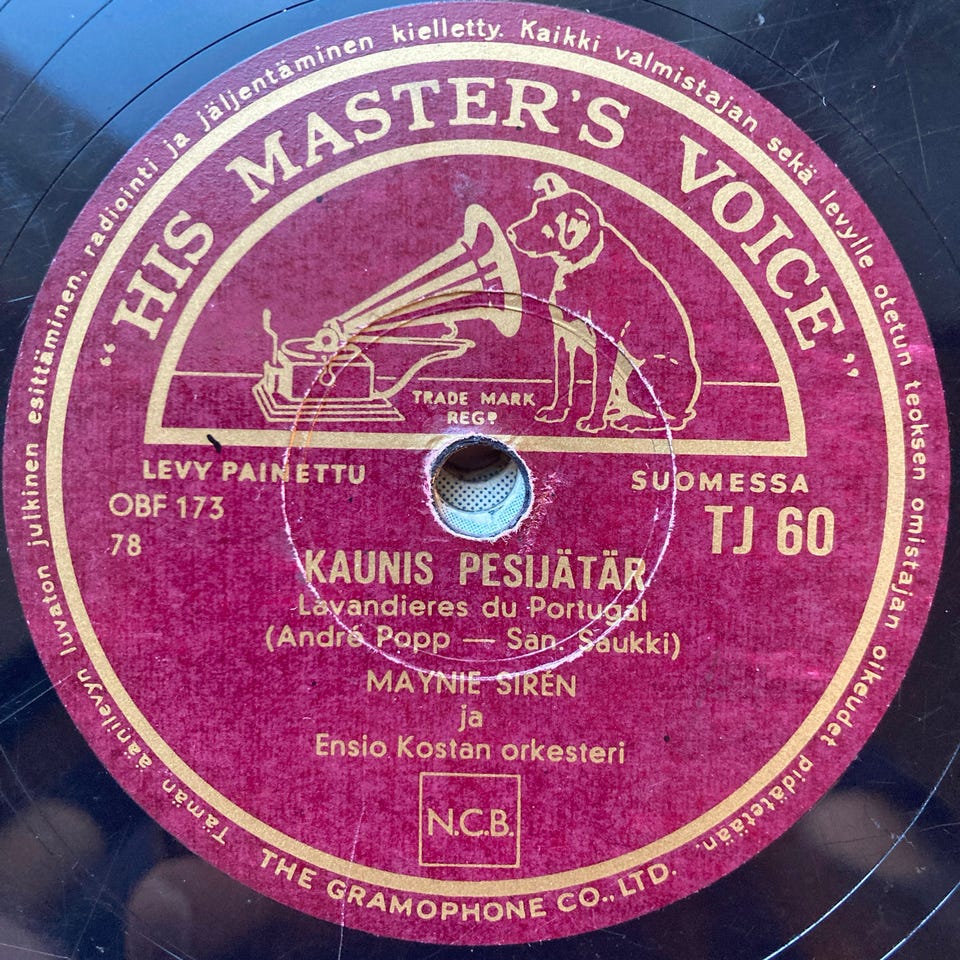 Tämän äänilevyn luvaton julkinen esittäminen, radiointi ja jäljentäminen kielletty. Kaikki valmistajan sekä levylle otetun teoksen omistajan oikeudet pidätetään.
"HIS MASTER'S VOICE"
TRADE MARK
REGD
LEVY PAINETTU SUOMESSA
OBF 173 TJ 60
78
KAUNIS PESIJÄTÄR
Lavandieres du Portugal
(André Popp — San. Saukki)
MAYNIE SIRÉN
ja
Ensio Kostan orkesteri
N.C.B.
THE GRAMOPHONE CO., LTD.